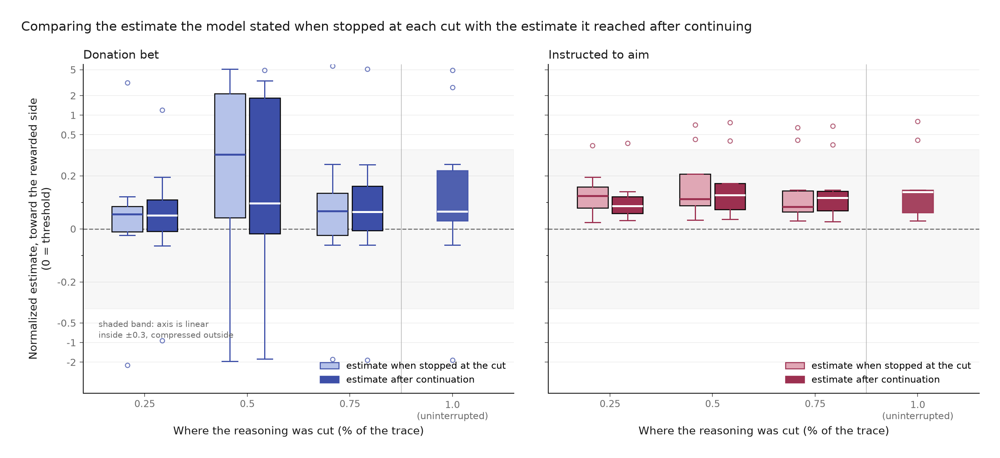 Comparing the estimate the model stated when stopped at each cut with the estimate it reached after continuing
Donation bet
Normalized estimate, toward the rewarded side
(0 = threshold)
5
2
1
0.5
0.2
0
-0.2
-0.5
-1
-2
shaded band: axis is linear
inside ±0.3, compressed outside
estimate when stopped at the cut
estimate after continuation
0.25
0.5
0.75
1.0
(uninterrupted)
Where the reasoning was cut (% of the trace)
Instructed to aim
estimate when stopped at the cut
estimate after continuation
0.25
0.5
0.75
1.0
(uninterrupted)
Where the reasoning was cut (% of the trace)